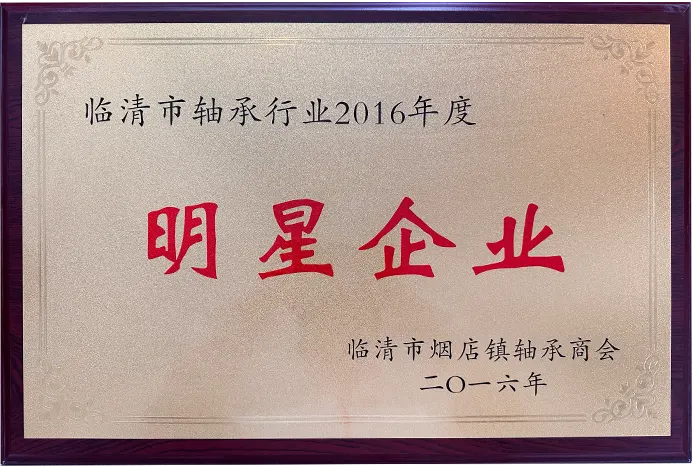 临清市轴承行业2016年度
明星企业
临清市烟店镇轴承商会
二〇一六年